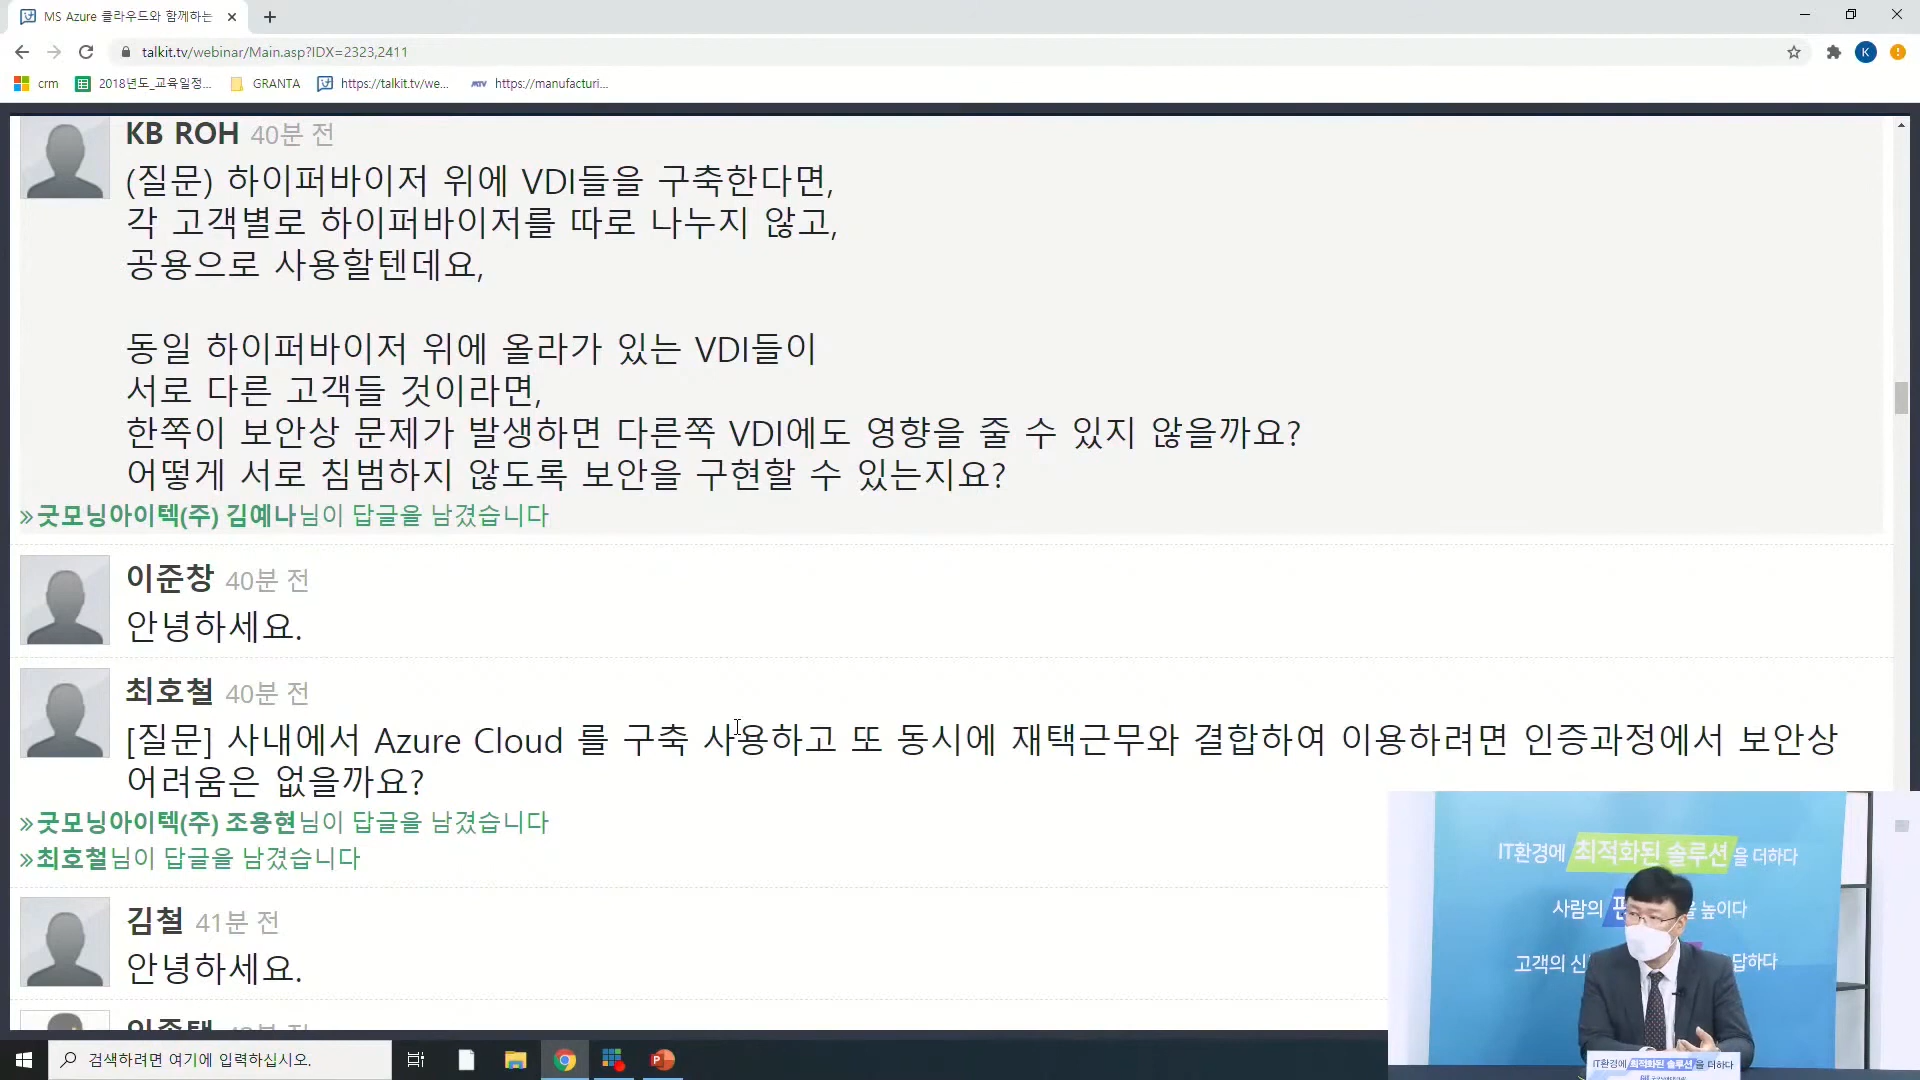 MS Azure 클라우드와 함께하는
talkit.tv/webinar/Main.asp?IDX=2323,2411
K
crm
2018년도_교육일정...
GRANTA
https://talkit.tv/we...
https://manufacturi...
KB ROH 40분 전
(질문) 하이퍼바이저 위에 VDI들을 구축한다면,
각 고객별로 하이퍼바이저를 따로 나누지 않고,
공용으로 사용할텐데요,
동일 하이퍼바이저 위에 올라가 있는 VDI들이
서로 다른 고객들 것이라면,
한쪽이 보안상 문제가 발생하면 다른쪽 VDI에도 영향을 줄 수 있지 않을까요?
어떻게 서로 침범하지 않도록 보안을 구현할 수 있는지요?
»굿모닝아이텍(주) 김예나님이 답글을 남겼습니다
이준창 40분 전
안녕하세요.
최호철 40분 전
[질문] 사내에서 Azure Cloud 를 구축 사용하고 또 동시에 재택근무와 결합하여 이용하려면 인증과정에서 보안상
어려움은 없을까요?
»굿모닝아이텍(주) 조용현님이 답글을 남겼습니다
»최호철님이 답글을 남겼습니다
김철 41분 전
안녕하세요.
IT환경에 최적화된 솔루션 을 더하다
사람의 을 높이다
고객의 답하다
IT환경에 최적화된 솔루션 을 더하다
검색하려면 여기에 입력하십시오.